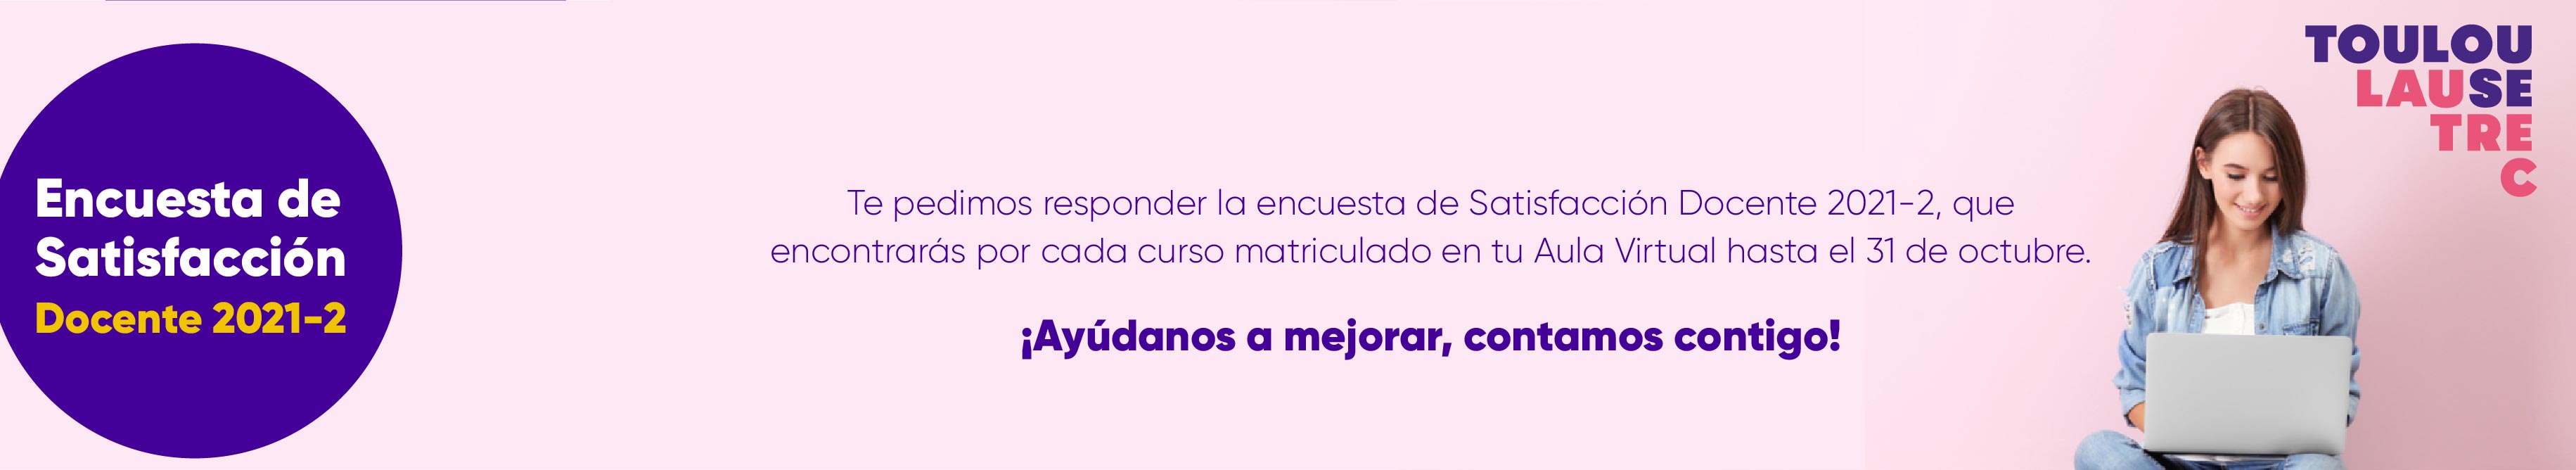 Encuesta de
Satisfacción
Docente 2021-2
Te pedimos responder la encuesta de Satisfacción Docente 2021-2, que
encontrarás por cada curso matriculado en tu Aula Virtual hasta el 31 de octubre.
¡Ayúdanos a mejorar, contamos contigo!
TOULOU
LAUSE
TRE
C